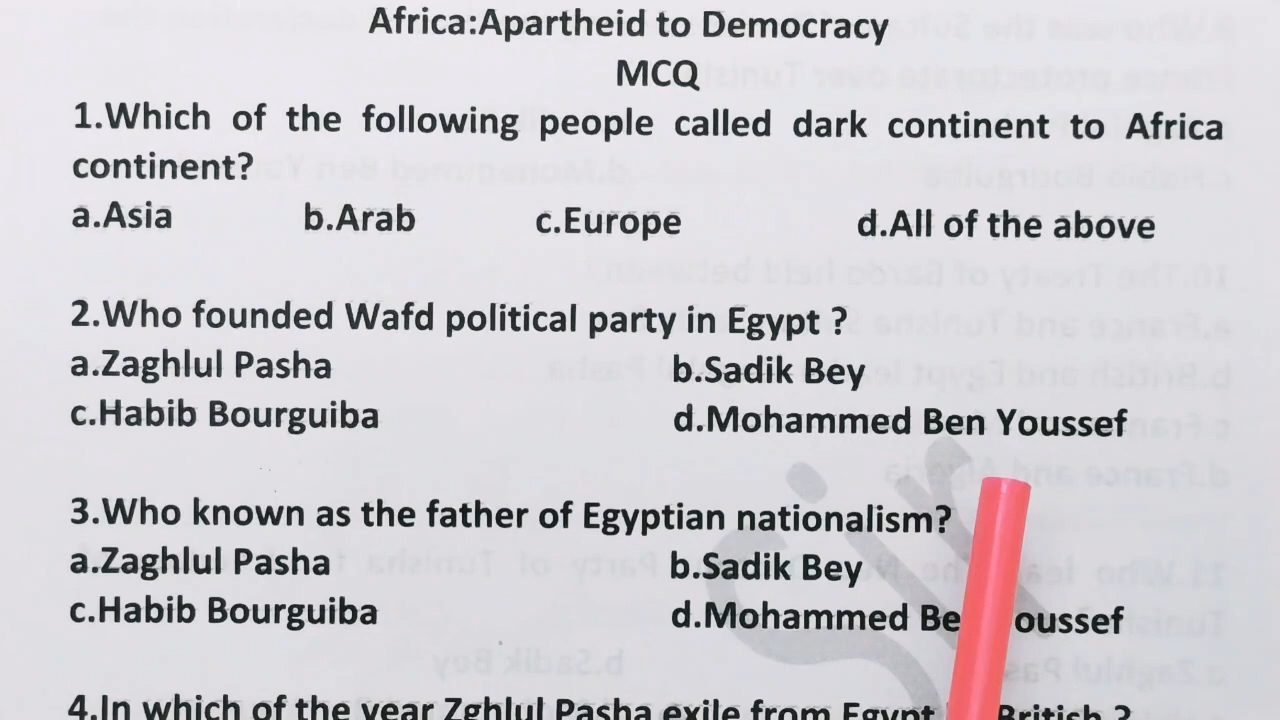 Africa:Apartheid to Democracy
MCQ
1.Which of the following people called dark continent to Africa
continent?
a.Asia b.Arab c.Europe d.All of the above
2.Who founded Wafd political party in Egypt ?
a.Zaghlul Pasha b.Sadik Bey
c.Habib Bourguiba d.Mohammed Ben Youssef
3.Who known as the father of Egyptian nationalism?
a.Zaghlul Pasha b.Sadik Bey
c.Habib Bourguiba d.Mohammed Be oussef
4.In which of the year Zghlul Pasha exile from Egypt British ?